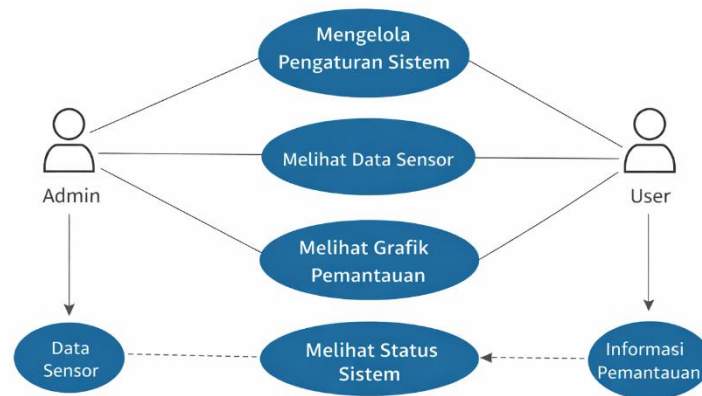 Mengelola
Pengaturan Sistem
Melihat Data Sensor
Admin
User
Melihat Grafik
Pemantauan
Data
Sensor
Melihat Status
Sistem
Informasi
Pemantauan